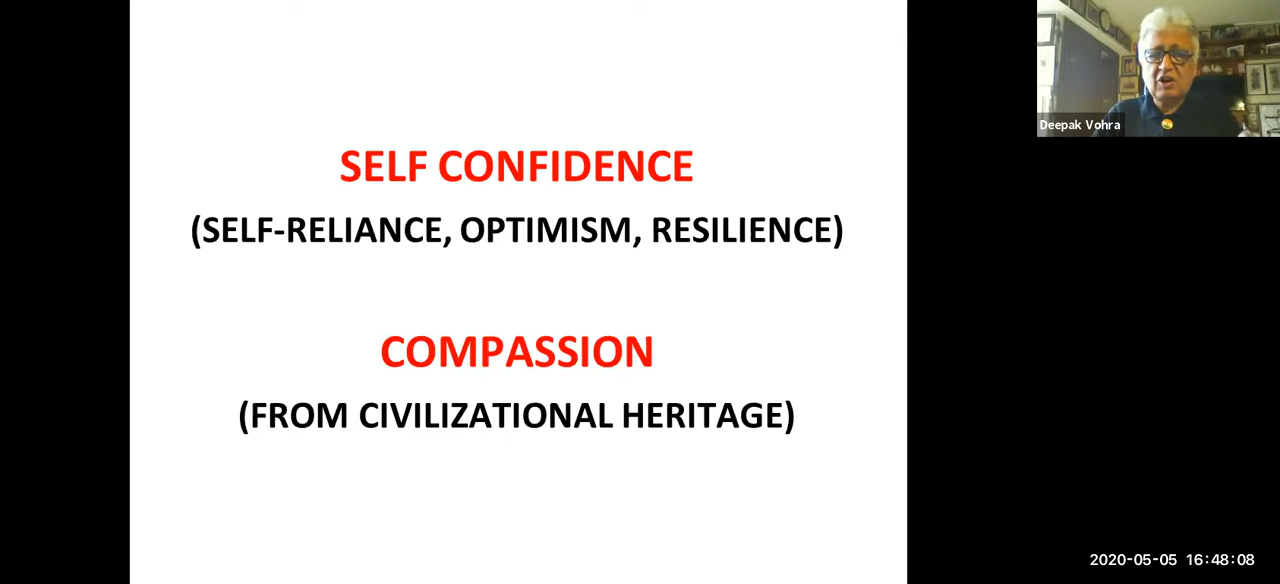 SELF CONFIDENCE
(SELF-RELIANCE, OPTIMISM, RESILIENCE)
COMPASSION
(FROM CIVILIZATIONAL HERITAGE)
Deepak Vohra
2020-05-05 16:48:08